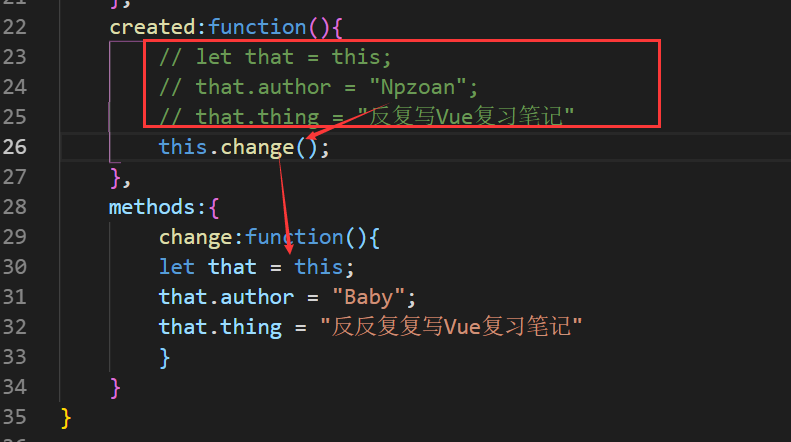 21 },
22 created:function(){
23 // let that = this;
24 // that.author = "Npzoan";
25 // that.thing = "反复写Vue复习笔记"
26 this.change();
27 },
28 methods:{
29 change:function(){
30 let that = this;
31 that.author = "Baby";
32 that.thing = "反反复复写Vue复习笔记"
33 }
34 }
35 }